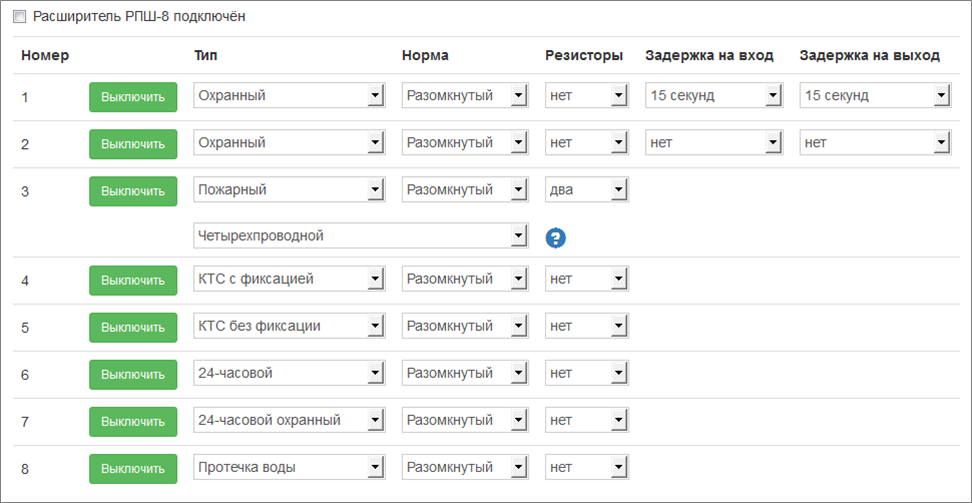 Расширитель РПШ-8 подключён
Номер Тип Норма Резисторы Задержка на вход Задержка на выход
1 Выключить Охранный Разомкнутый нет 15 секунд 15 секунд
2 Выключить Охранный Разомкнутый нет нет нет
3 Выключить Пожарный Разомкнутый два
Четырехпроводной ?
4 Выключить КТС с фиксацией Разомкнутый нет
5 Выключить КТС без фиксации Разомкнутый нет
6 Выключить 24-часовой Разомкнутый нет
7 Выключить 24-часовой охранный Разомкнутый нет
8 Выключить Протечка воды Разомкнутый нет